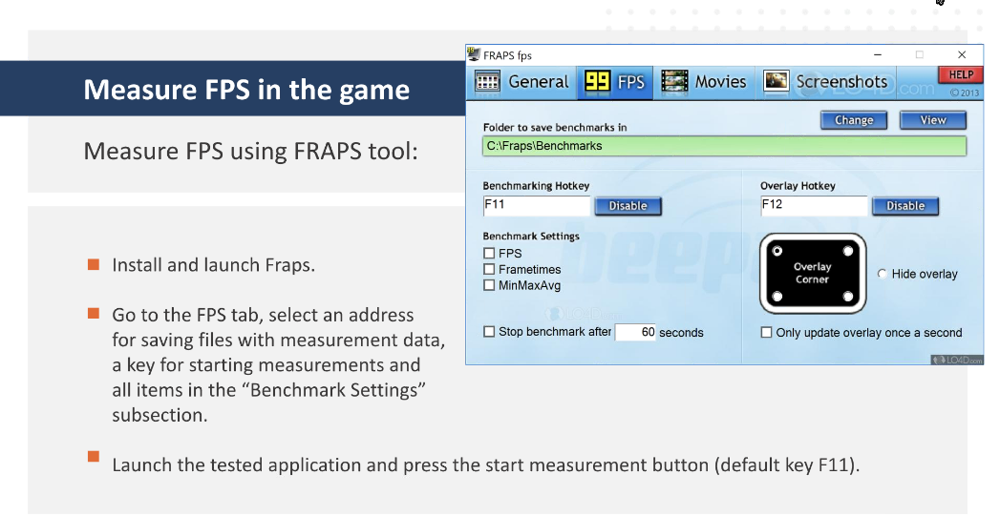 Measure FPS in the game
Measure FPS using FRAPS tool:
Install and launch Fraps.
Go to the FPS tab, select an address
for saving files with measurement data,
a key for starting measurements and
all items in the “Benchmark Settings”
subsection.
Launch the tested application and press the start measurement button (default key F11).
99 FRAPS fps
General 99 FPS Movies Screenshots HELP
© 2013
Folder to save benchmarks in Change View
C:\Fraps\Benchmarks
Benchmarking Hotkey
F11 Disable
Benchmark Settings
FPS
Frametimes
MinMaxAvg
Stop benchmark after 60 seconds
Overlay Hotkey
F12 Disable
Overlay
Corner
Hide overlay
Only update overlay once a second
LO4D.com